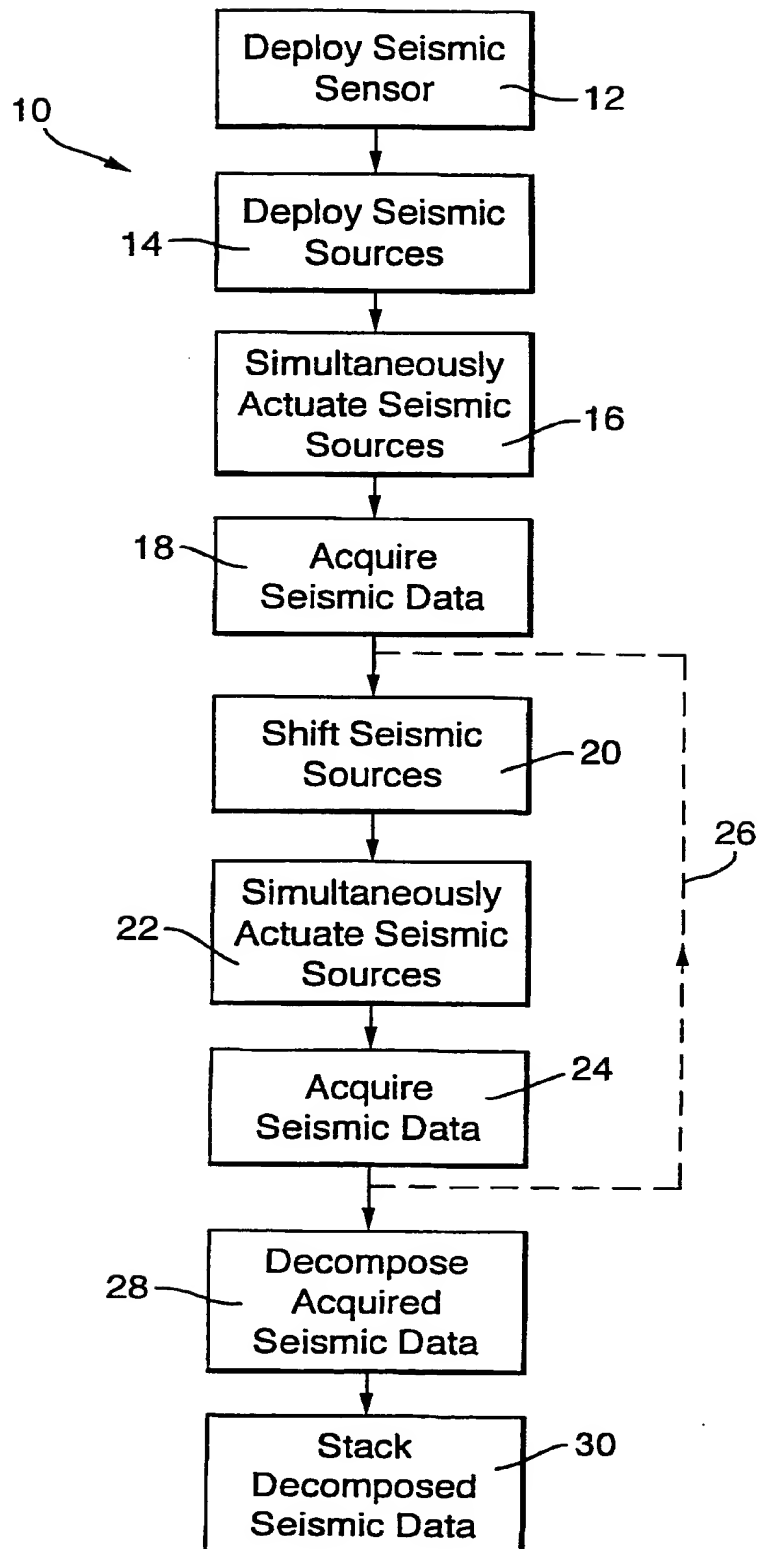 Deploy Seismic
Sensor
12
10
Deploy Seismic
Sources
14
Simultaneously
Actuate Seismic
Sources
16
18
Acquire
Seismic Data
Shift Seismic
Sources
20
26
Simultaneously
Actuate Seismic
Sources
22
24
Acquire
Seismic Data
Decompose
Acquired
Seismic Data
28
Stack
Decomposed
Seismic Data
30